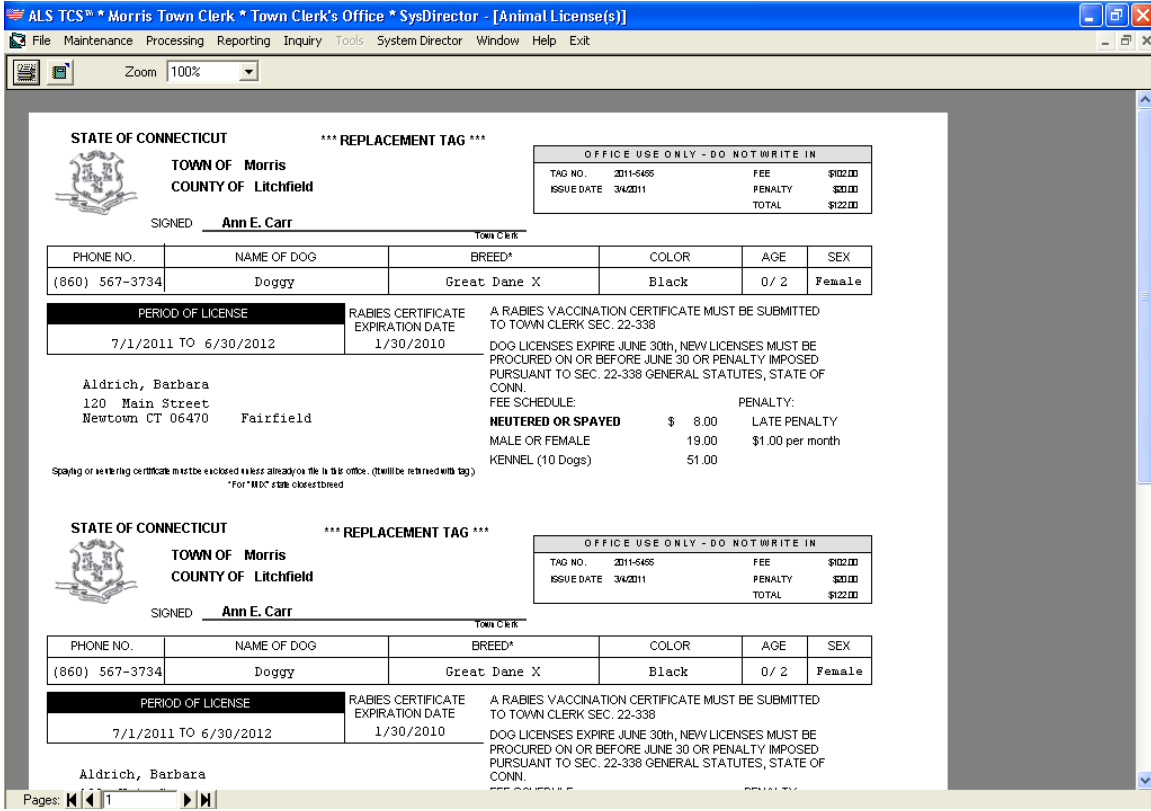 ALS TCS™ * Morris Town Clerk * Town Clerk's Office * SysDirector - [Animal License(s)]
File Maintenance Processing Reporting Inquiry Tools System Director Window Help Exit
Zoom 100%
STATE OF CONNECTICUT *** REPLACEMENT TAG ***
TOWN OF Morris
COUNTY OF Litchfield
SIGNED Ann E. Carr
Town Clerk
OFFICE USE ONLY - DO NOT WRITE IN
TAG NO. 2011-5455 FEE $102.00
ISSUE DATE 3/4/2011 PENALTY $20.00
TOTAL $122.00
PHONE NO. NAME OF DOG BREED* COLOR AGE SEX
(860) 567-3734 Doggy Great Dane X Black 0/ 2 Female
PERIOD OF LICENSE
7/1/2011 TO 6/30/2012
RABIES CERTIFICATE
EXPIRATION DATE
1/30/2010
A RABIES VACCINATION CERTIFICATE MUST BE SUBMITTED
TO TOWN CLERK SEC. 22-338
DOG LICENSES EXPIRE JUNE 30th, NEW LICENSES MUST BE
PROCURED ON OR BEFORE JUNE 30 OR PENALTY IMPOSED
PURSUANT TO SEC. 22-338 GENERAL STATUTES, STATE OF
CONN.
Aldrich, Barbara
120 Main Street
Newtown CT 06470 Fairfield
FEE SCHEDULE: PENALTY:
NEUTERED OR SPAYED $ 8.00 LATE PENALTY
MALE OR FEMALE 19.00 $1.00 per month
KENNEL (10 Dogs) 51.00
Spaying or neutering certificate must be enclosed unless already on file in this office. (It will be returned with tag.)
*For "MIX" state closest breed
STATE OF CONNECTICUT *** REPLACEMENT TAG ***
TOWN OF Morris
COUNTY OF Litchfield
SIGNED Ann E. Carr
Town Clerk
OFFICE USE ONLY - DO NOT WRITE IN
TAG NO. 2011-5455 FEE $102.00
ISSUE DATE 3/4/2011 PENALTY $20.00
TOTAL $122.00
PHONE NO. NAME OF DOG BREED* COLOR AGE SEX
(860) 567-3734 Doggy Great Dane X Black 0/ 2 Female
PERIOD OF LICENSE
7/1/2011 TO 6/30/2012
RABIES CERTIFICATE
EXPIRATION DATE
1/30/2010
A RABIES VACCINATION CERTIFICATE MUST BE SUBMITTED
TO TOWN CLERK SEC. 22-338
DOG LICENSES EXPIRE JUNE 30th, NEW LICENSES MUST BE
PROCURED ON OR BEFORE JUNE 30 OR PENALTY IMPOSED
PURSUANT TO SEC. 22-338 GENERAL STATUTES, STATE OF
CONN.
Aldrich, Barbara
Pages: 1